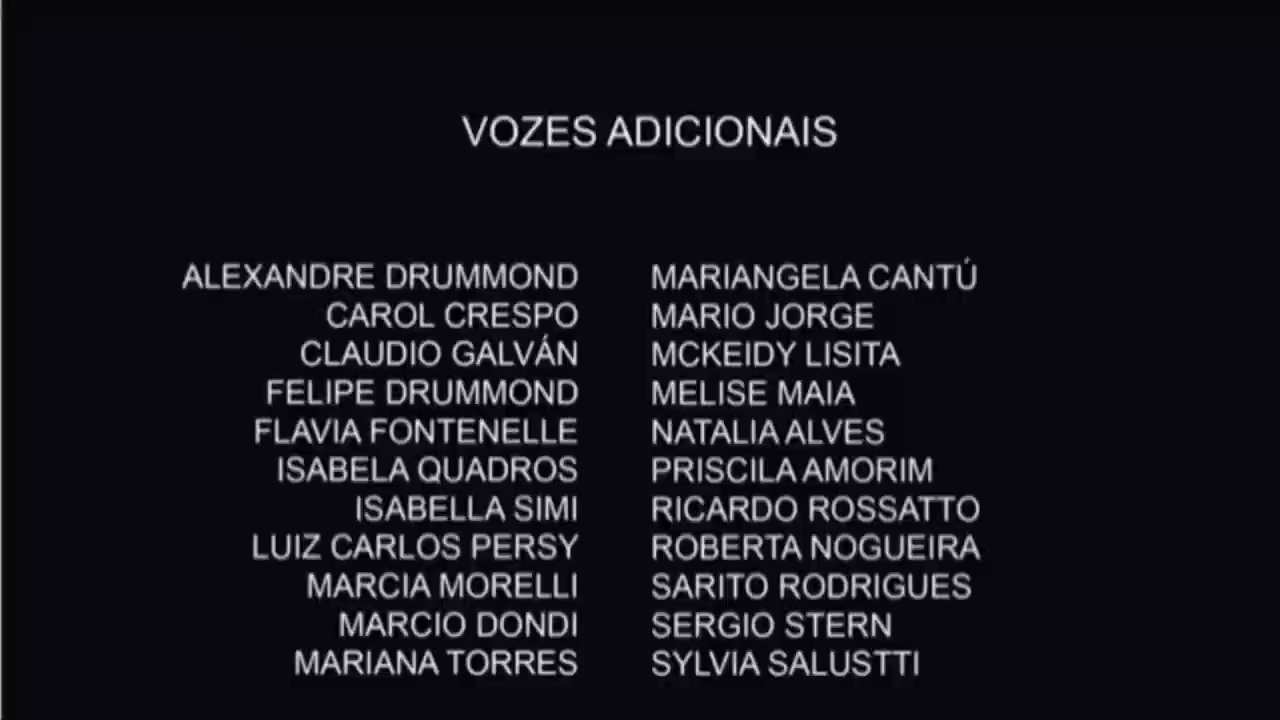 VOZES ADICIONAIS
ALEXANDRE DRUMMOND MARIANGELA CANTÚ
CAROL CRESPO MARIO JORGE
CLAUDIO GALVÁN MCKEIDY LISITA
FELIPE DRUMMOND MELISE MAIA
FLAVIA FONTENELLE NATALIA ALVES
ISABELA QUADROS PRISCILA AMORIM
ISABELLA SIMI RICARDO ROSSATTO
LUIZ CARLOS PERSY ROBERTA NOGUEIRA
MARCIA MORELLI SARITO RODRIGUES
MARCIO DONDI SERGIO STERN
MARIANA TORRES SYLVIA SALUSTTI